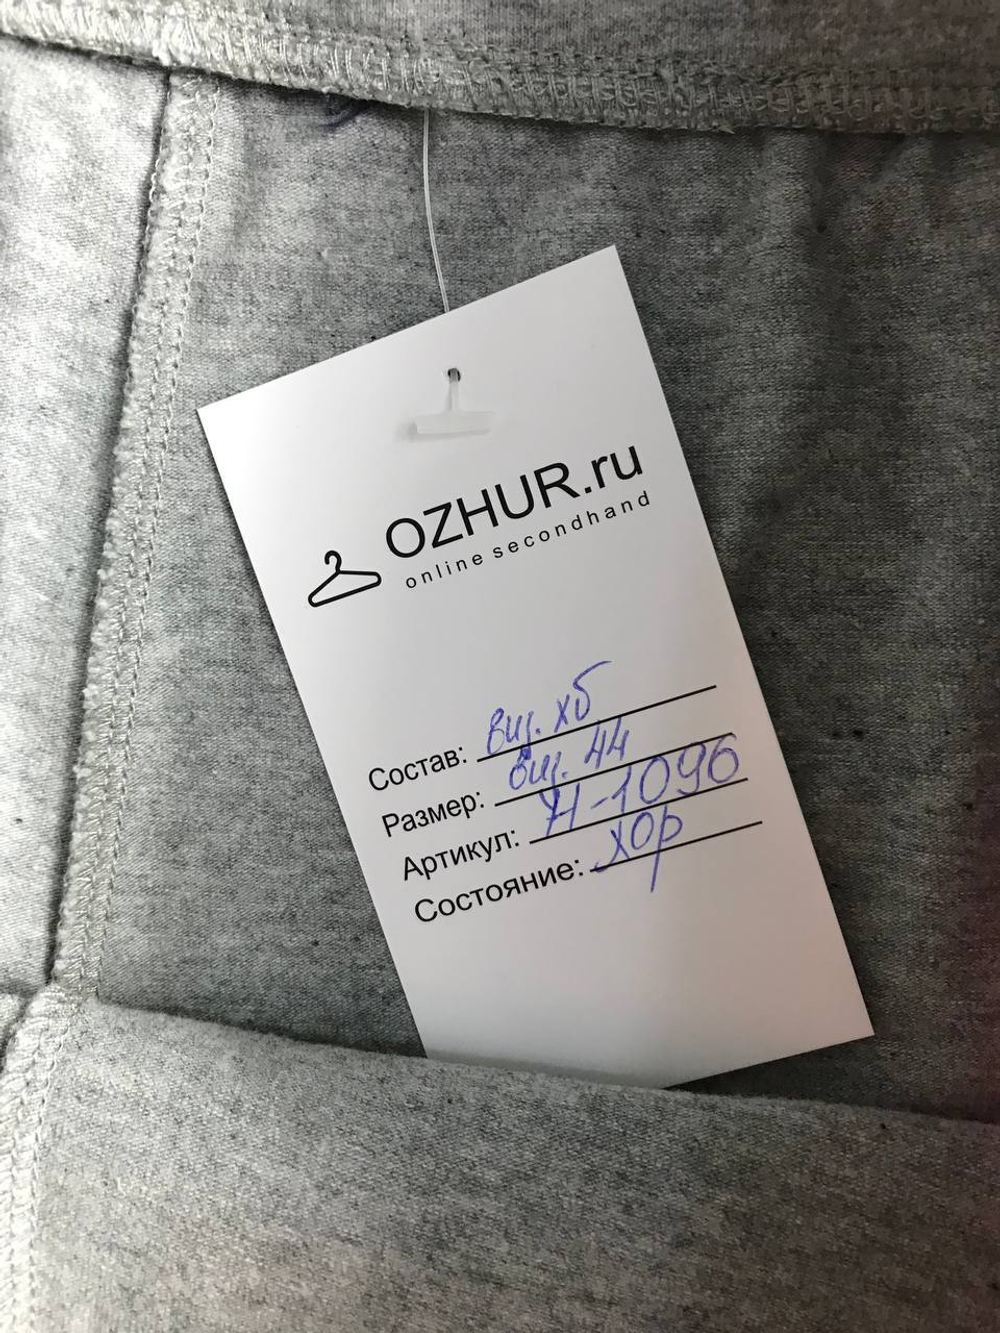 OZHUR.ru
online secondhand
Состав: виз. хб
Размер: виз. 44
Артикул: Н-1096
Состояние: хор